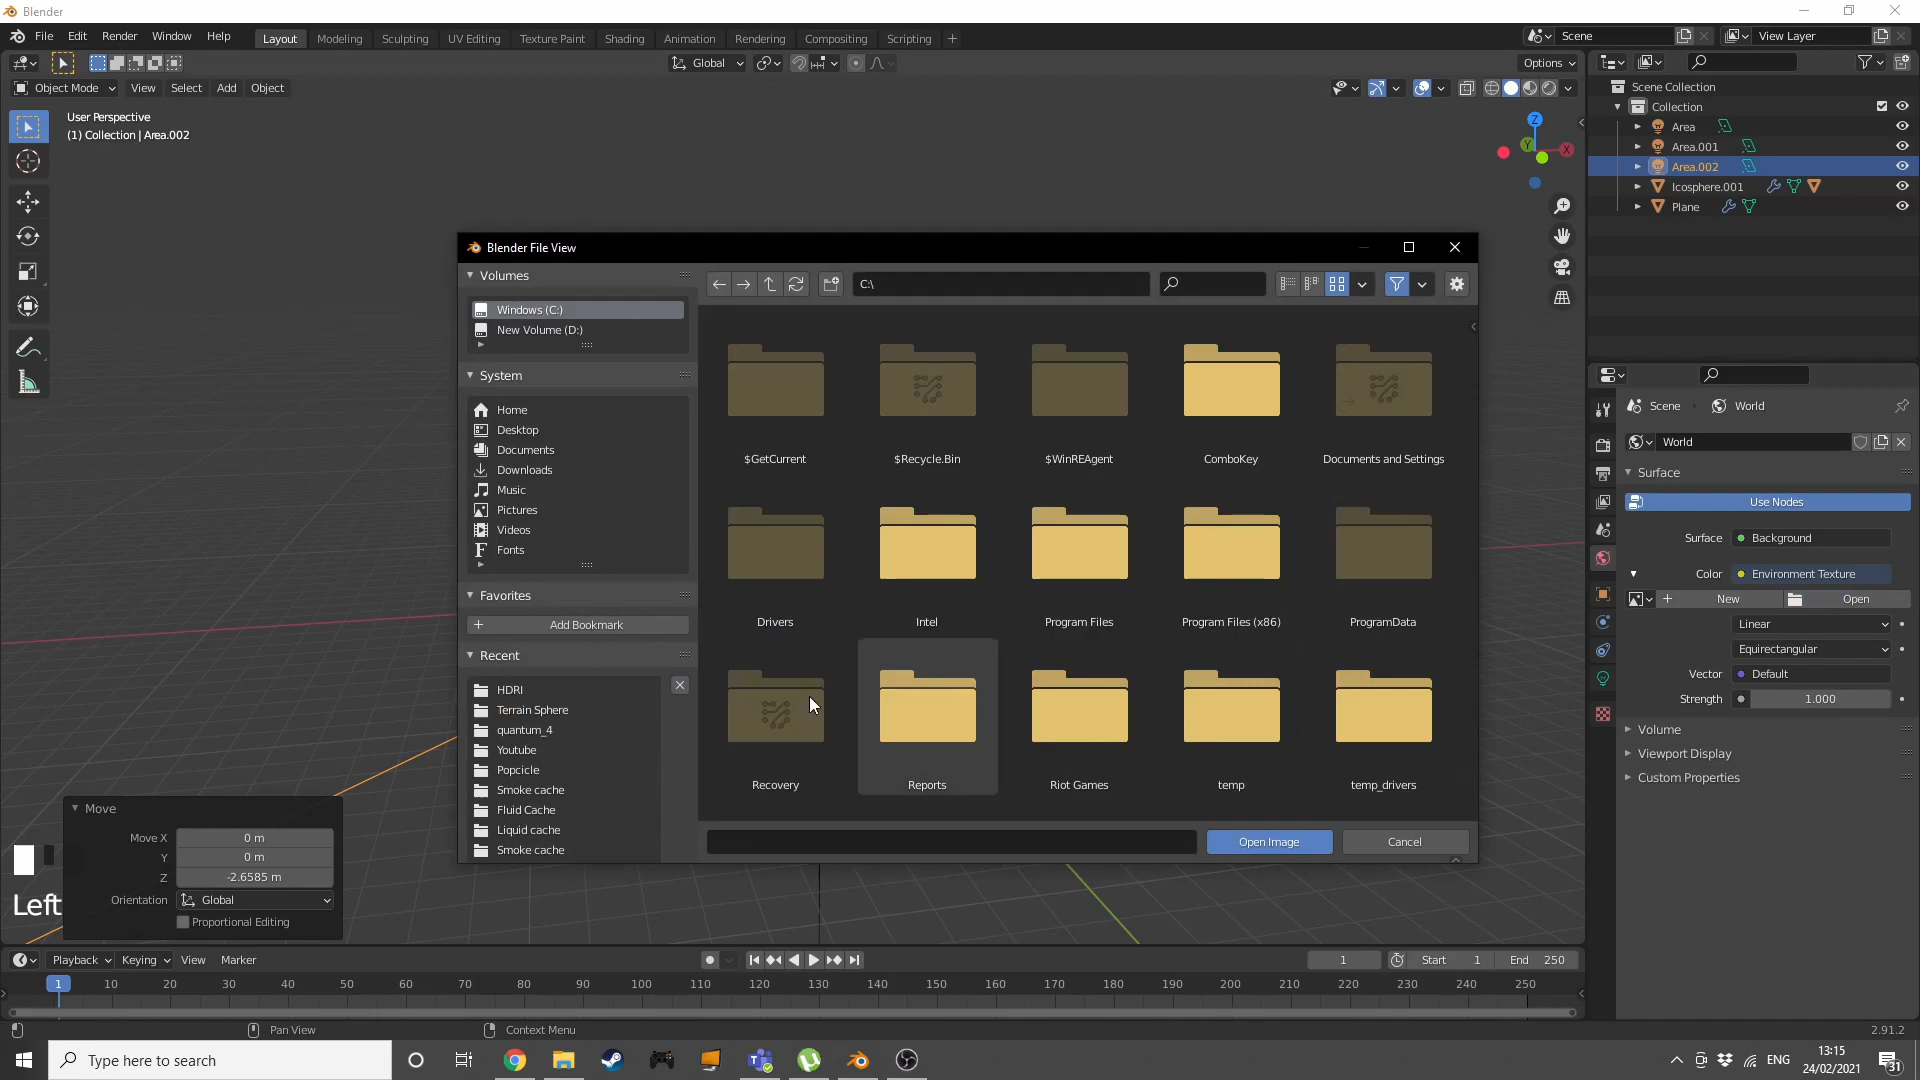 Blender
File Edit Render Window Help
Layout Modeling Sculpting UV Editing Texture Paint Shading Animation Rendering Compositing Scripting +
Scene
View Layer
Global
Options
Object Mode View Select Add Object
User Perspective
(1) Collection | Area.002
Z
Y
X
Scene Collection
Collection
Area
Area.001
Area.002
Icosphere.001
Plane
Blender File View
Volumes
Windows (C:)
New Volume (D:)
System
Home
Desktop
Documents
Downloads
Music
Pictures
Videos
Fonts
Favorites
+ Add Bookmark
Recent
HDRI
Terrain Sphere
quantum_4
Youtube
Popcicle
Smoke cache
Fluid Cache
Liquid cache
Smoke cache
C:\
$GetCurrent $Recycle.Bin $WinREAgent ComboKey Documents and Settings
Drivers Intel Program Files Program Files (x86) ProgramData
Recovery Reports Riot Games temp temp_drivers
Open Image Cancel
Scene World
World
Surface
Use Nodes
Surface Background
Color Environment Texture
+ New Open
Linear
Equirectangular
Vector Default
Strength 1.000
Volume
Viewport Display
Custom Properties
Move
Move X 0 m
Y 0 m
Z -2.6585 m
Orientation Global
Proportional Editing
Left
Playback Keying View Marker
1 Start 1 End 250
1 10 20 30 40 50 60 70 80 90 100 110 120 130 140 150 160 170 180 190 200 210 220 230 240 250
Pan View Context Menu 2.91.2
Type here to search
ENG
13:15
24/02/2021
31